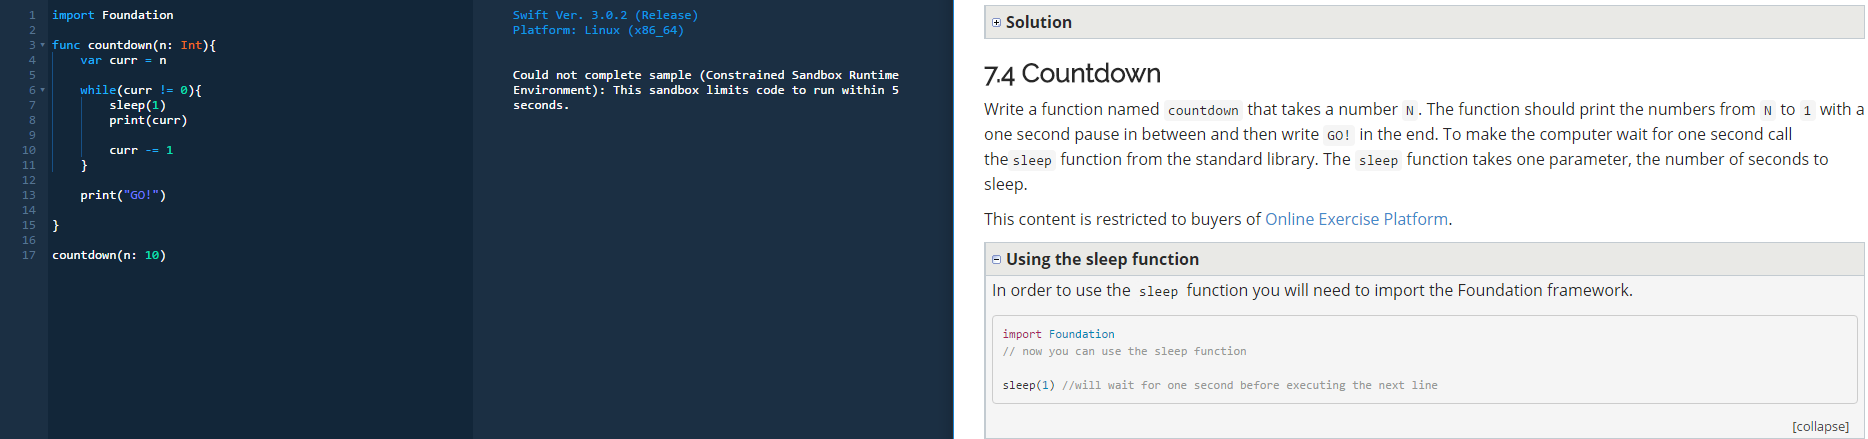 1 import Foundation
2
3 func countdown(n: Int){
4 var curr = n
5
6 while(curr != 0){
7 sleep(1)
8 print(curr)
9
10 curr -= 1
11 }
12
13 print("GO!")
14
15 }
16
17 countdown(n: 10)
Swift Ver. 3.0.2 (Release)
Platform: Linux (x86_64)
Could not complete sample (Constrained Sandbox Runtime
Environment): This sandbox limits code to run within 5
seconds.
Solution
7.4 Countdown
Write a function named countdown that takes a number N. The function should print the numbers from N to 1 with a
one second pause in between and then write GO! in the end. To make the computer wait for one second call
the sleep function from the standard library. The sleep function takes one parameter, the number of seconds to
sleep.
This content is restricted to buyers of Online Exercise Platform.
Using the sleep function
In order to use the sleep function you will need to import the Foundation framework.
import Foundation
// now you can use the sleep function
sleep(1) //will wait for one second before executing the next line
[collapse]